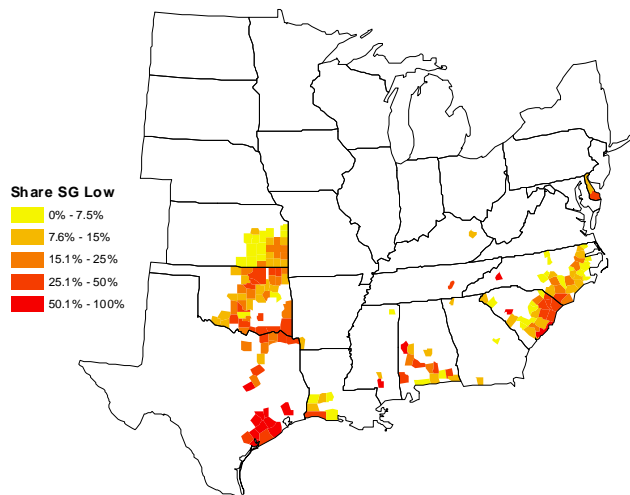 Share SG Low
0% - 7.5%
7.6% - 15%
15.1% - 25%
25.1% - 50%
50.1% - 100%